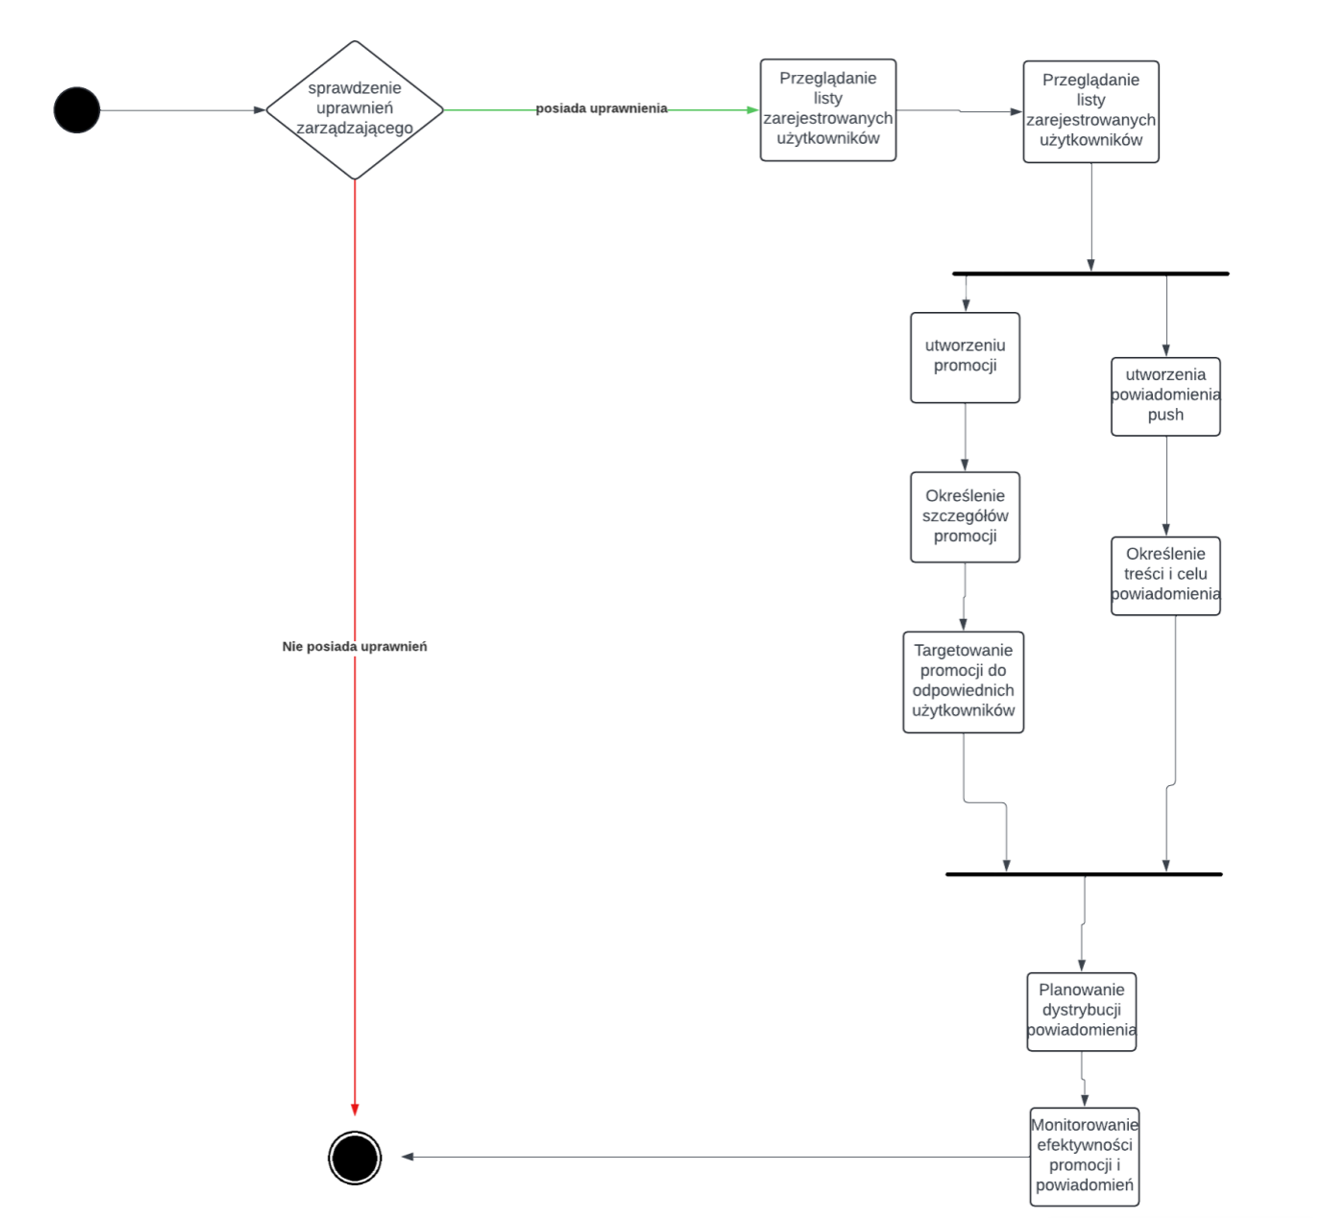 sprawdzenie
uprawnień
zarządzającego
posiada uprawnienia
Przeglądanie
listy
zarejestrowanych
użytkowników
Przeglądanie
listy
zarejestrowanych
użytkowników
utworzeniu
promocji
utworzenia
powiadomienia
push
Określenie
szczegółów
promocji
Określenie
treści i celu
powiadomienia
Nie posiada uprawnień
Targetowanie
promocji do
odpowiednich
użytkowników
Planowanie
dystrybucji
powiadomienia
Monitorowanie
efektywności
promocji i
powiadomień